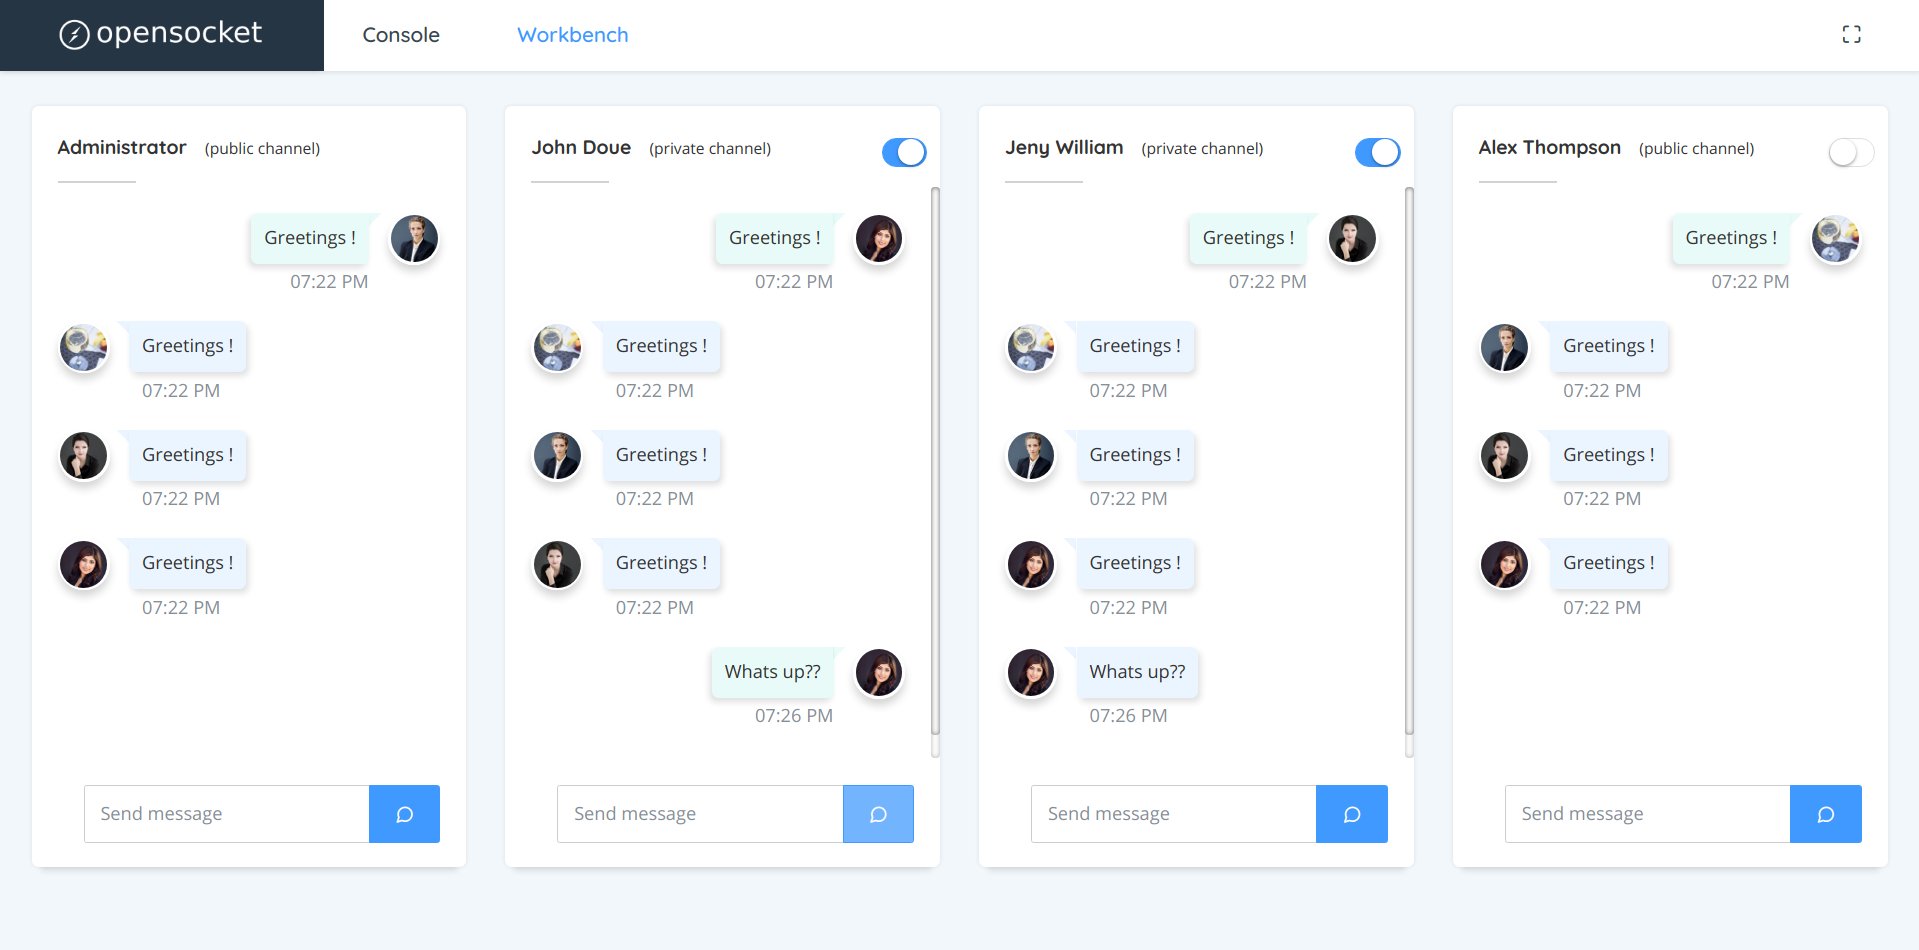 opensocket
Console
Workbench
Administrator (public channel)
Greetings !
07:22 PM
Greetings !
07:22 PM
Greetings !
07:22 PM
Greetings !
07:22 PM
Send message
John Doue (private channel)
Greetings !
07:22 PM
Greetings !
07:22 PM
Greetings !
07:22 PM
Greetings !
07:22 PM
Whats up??
07:26 PM
Send message
Jeny William (private channel)
Greetings !
07:22 PM
Greetings !
07:22 PM
Greetings !
07:22 PM
Greetings !
07:22 PM
Whats up??
07:26 PM
Send message
Alex Thompson (public channel)
Greetings !
07:22 PM
Greetings !
07:22 PM
Greetings !
07:22 PM
Greetings !
07:22 PM
Send message